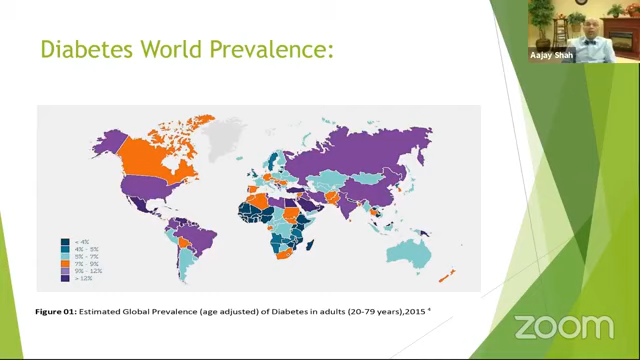 Diabetes World Prevalence:
Aajay Shah
< 4%
4% - 5%
5% - 7%
7% - 9%
9% - 12%
> 12%
Figure 01: Estimated Global Prevalence (age adjusted) of Diabetes in adults (20-79 years),2015
zoom